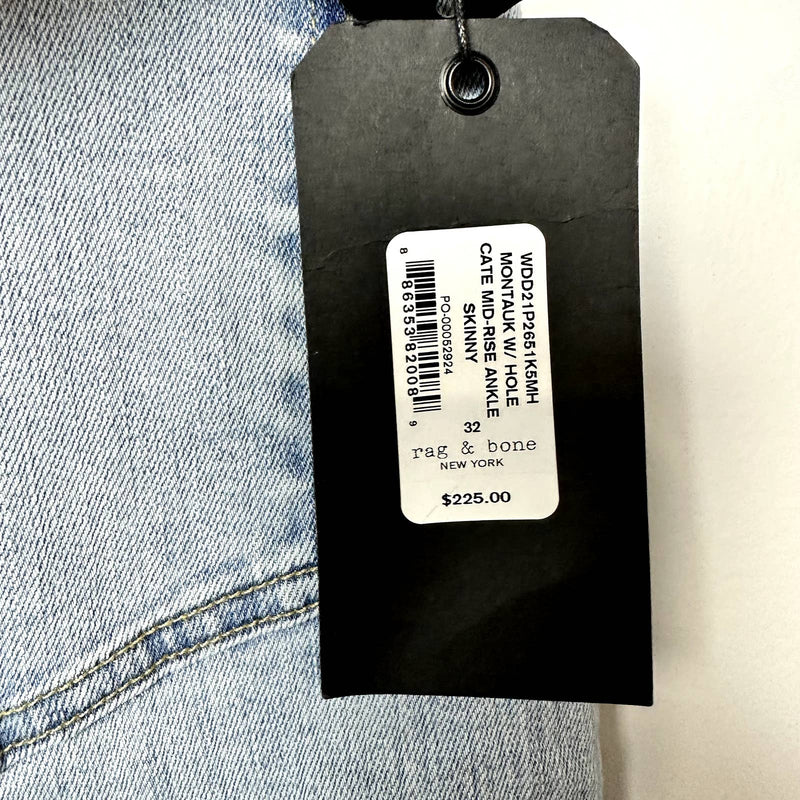 WDD21P2651K5MH
MONTAUK W/ HOLE
CATE MID-RISE ANKLE
SKINNY
PO-00052924
8 86353 82008 9
32
rag & bone
NEW YORK
$225.00